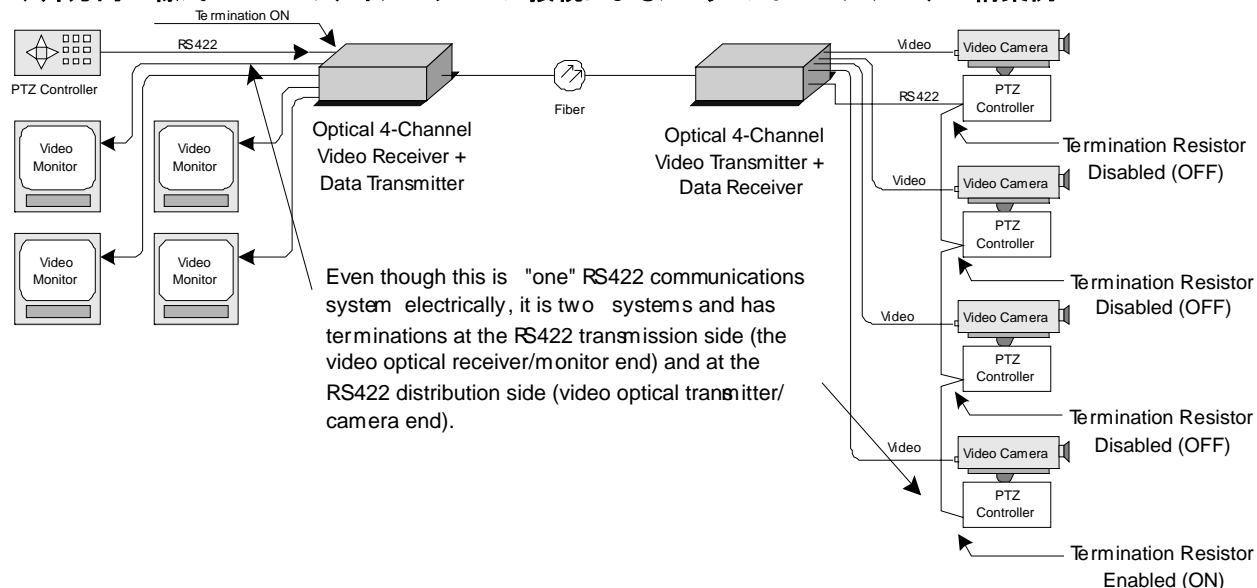 Termination ON
RS422
PTZ Controller
Video
Monitor
Video
Monitor
Video
Monitor
Video
Monitor
Optical 4-Channel
Video Receiver +
Data Transmitter
Fiber
Optical 4-Channel
Video Transmitter +
Data Receiver
Even though this is "one" RS422 communications
system electrically, it is two systems and has
terminations at the RS422 transmission side (the
video optical receiver/monitor end) and at the
RS422 distribution side (video optical transmitter/
camera end).
Video
RS422
Video Camera
PTZ
Controller
Termination Resistor
Disabled (OFF)
Video
Video Camera
PTZ
Controller
Termination Resistor
Disabled (OFF)
Video
Video Camera
PTZ
Controller
Termination Resistor
Disabled (OFF)
Video
Video Camera
PTZ
Controller
Termination Resistor
Enabled (ON)